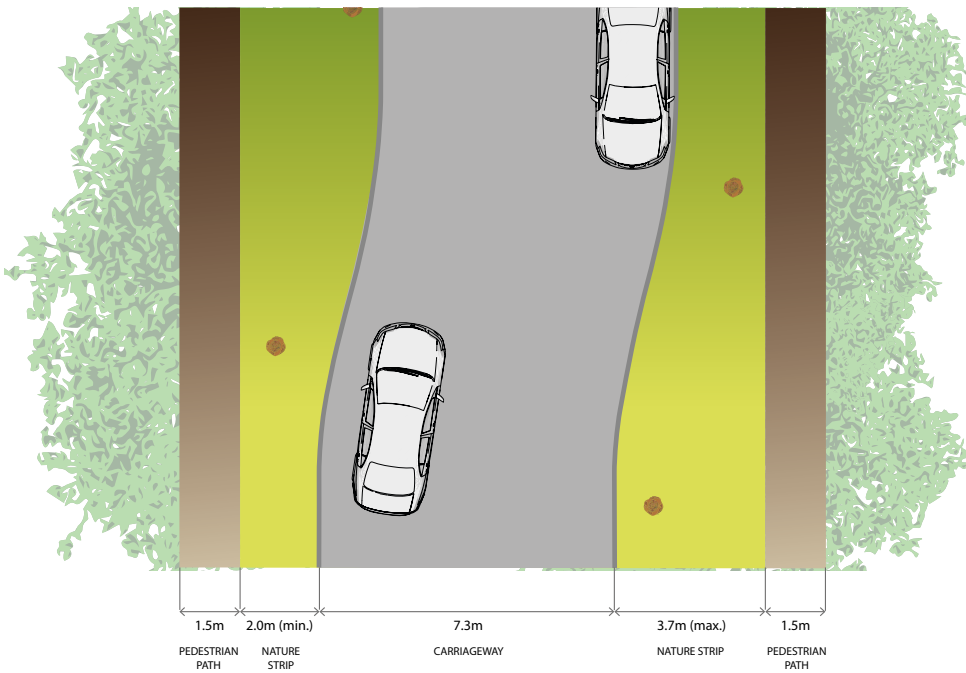 1.5m 2.0m (min.) 7.3m 3.7m (max.) 1.5m
PEDESTRIAN NATURE CARRIAGEWAY NATURE STRIP PEDESTRIAN
PATH STRIP PATH